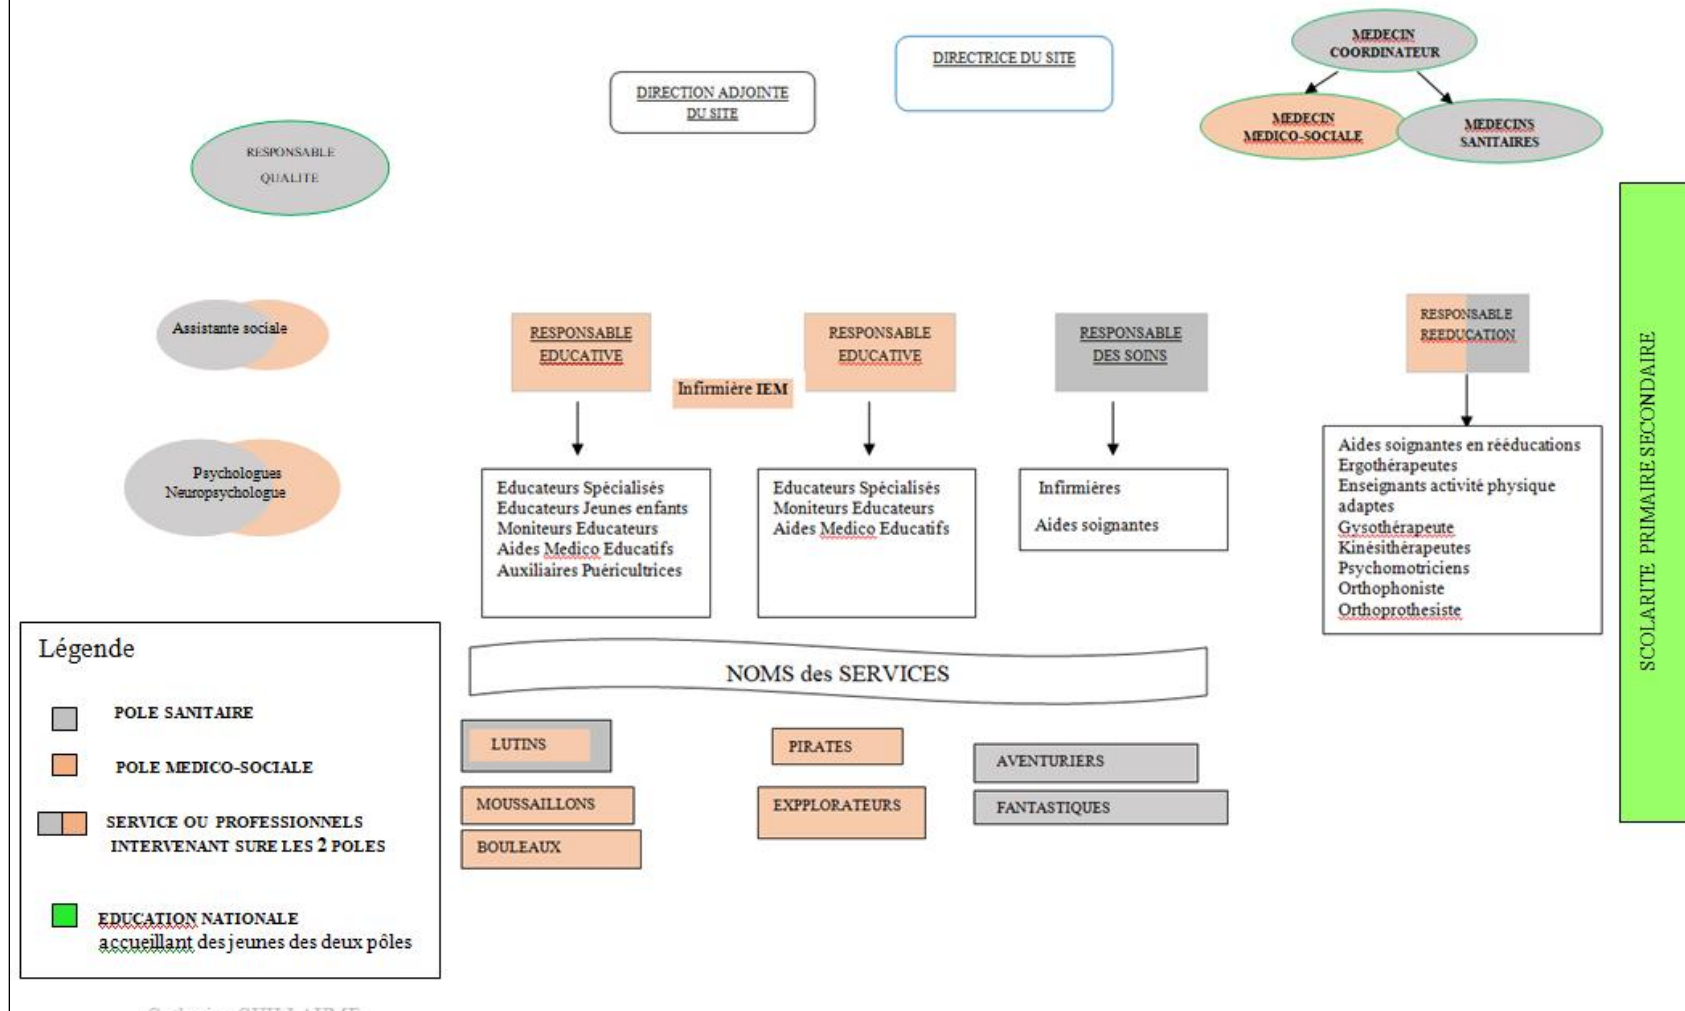 MEDECIN
COORDINATEUR
DIRECTRICE DU SITE
DIRECTION ADJOINTE
DU SITE
MEDECIN
MEDICO-SOCIALE
MEDECINS
SANITAIRES
RESPONSABLE
QUALITE
Assistante sociale
Psychologues
Neuropsychologue
RESPONSABLE
EDUCATIVE
Infirmière IEM
RESPONSABLE
EDUCATIVE
RESPONSABLE
DES SOINS
RESPONSABLE
REEDUCATION
Educateurs Spécialisés
Educateurs Jeunes enfants
Moniteurs Educateurs
Aides Medico Educatifs
Auxiliaires Puéricultrices
Educateurs Spécialisés
Moniteurs Educateurs
Aides Medico Educatifs
Infirmières
Aides soignantes
Aides soignantes en rééducations
Ergothérapeutes
Enseignants activité physique
adaptes
Gysothérapeute
Kinésithérapeutes
Psychomotriciens
Orthophoniste
Orthoprothesiste
SCOLARITE PRIMAIRE SECONDAIRE
NOMS des SERVICES
LUTINS
MOUSSAILLONS
BOULEAUX
PIRATES
EXPPLORATEURS
AVENTURIERS
FANTASTIQUES
Légende
POLE SANITAIRE
POLE MEDICO-SOCIALE
SERVICE OU PROFESSIONNELS
INTERVENANT SURE LES 2 POLES
EDUCATION NATIONALE
accueillant des jeunes des deux pôles